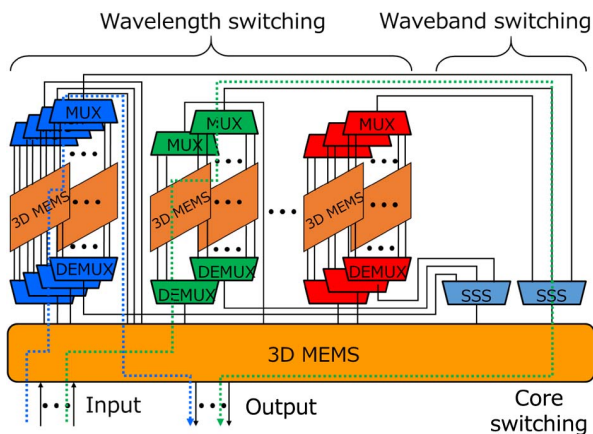 Wavelength switching
Waveband switching
MUX
MUX
MUX
MUX
3D MEMS
3D MEMS
3D MEMS
DEMUX
DEMUX
DEMUX
DEMUX
SSS
SSS
3D MEMS
Input
Output
Core
switching